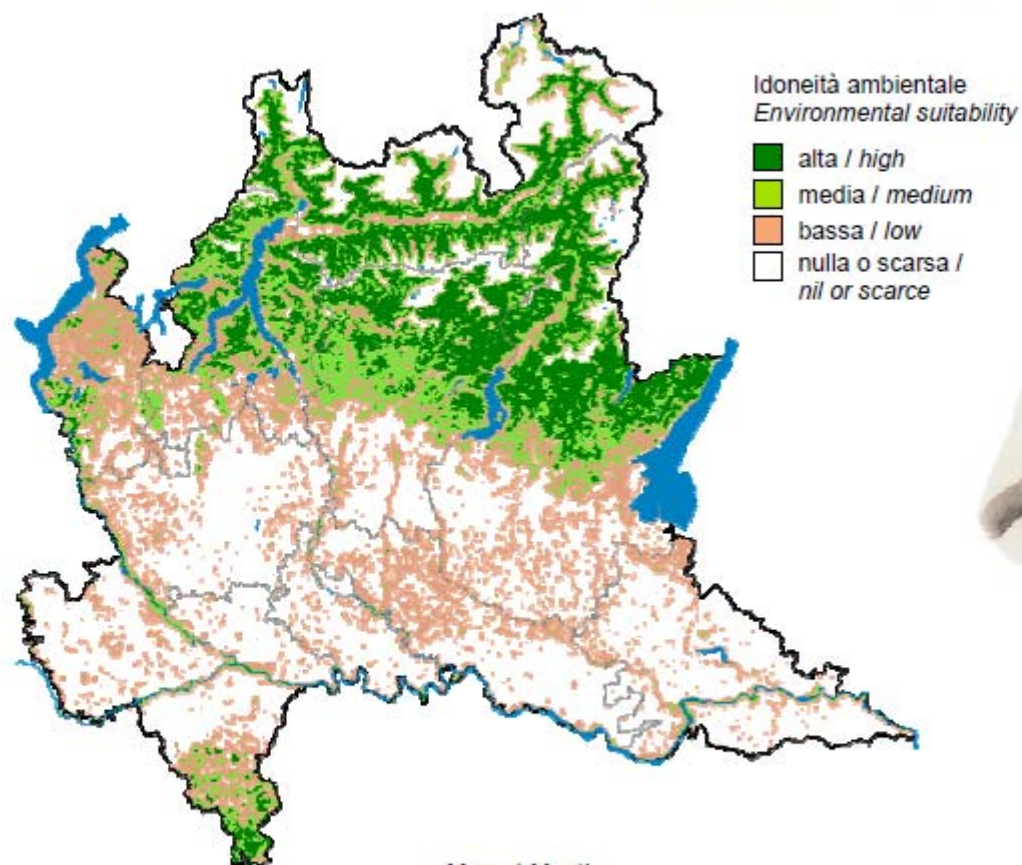 Idoneità ambientale
Environmental suitability
alta / high
media / medium
bassa / low
nulla o scarsa /
nil or scarce